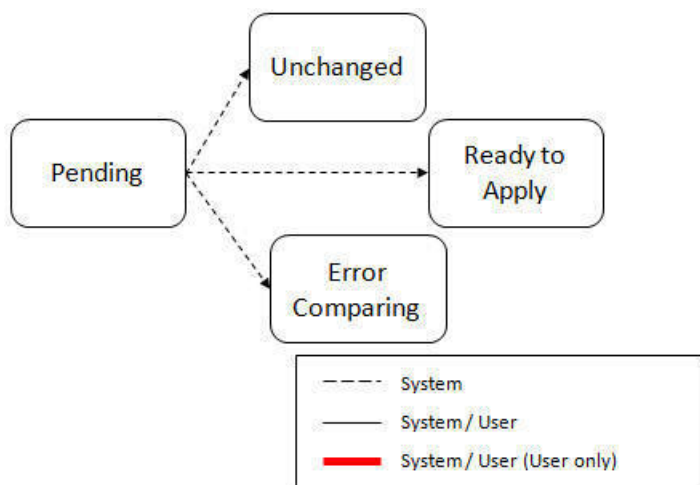 Unchanged
Pending
Ready to
Apply
Error
Comparing
System
System / User
System / User (User only)